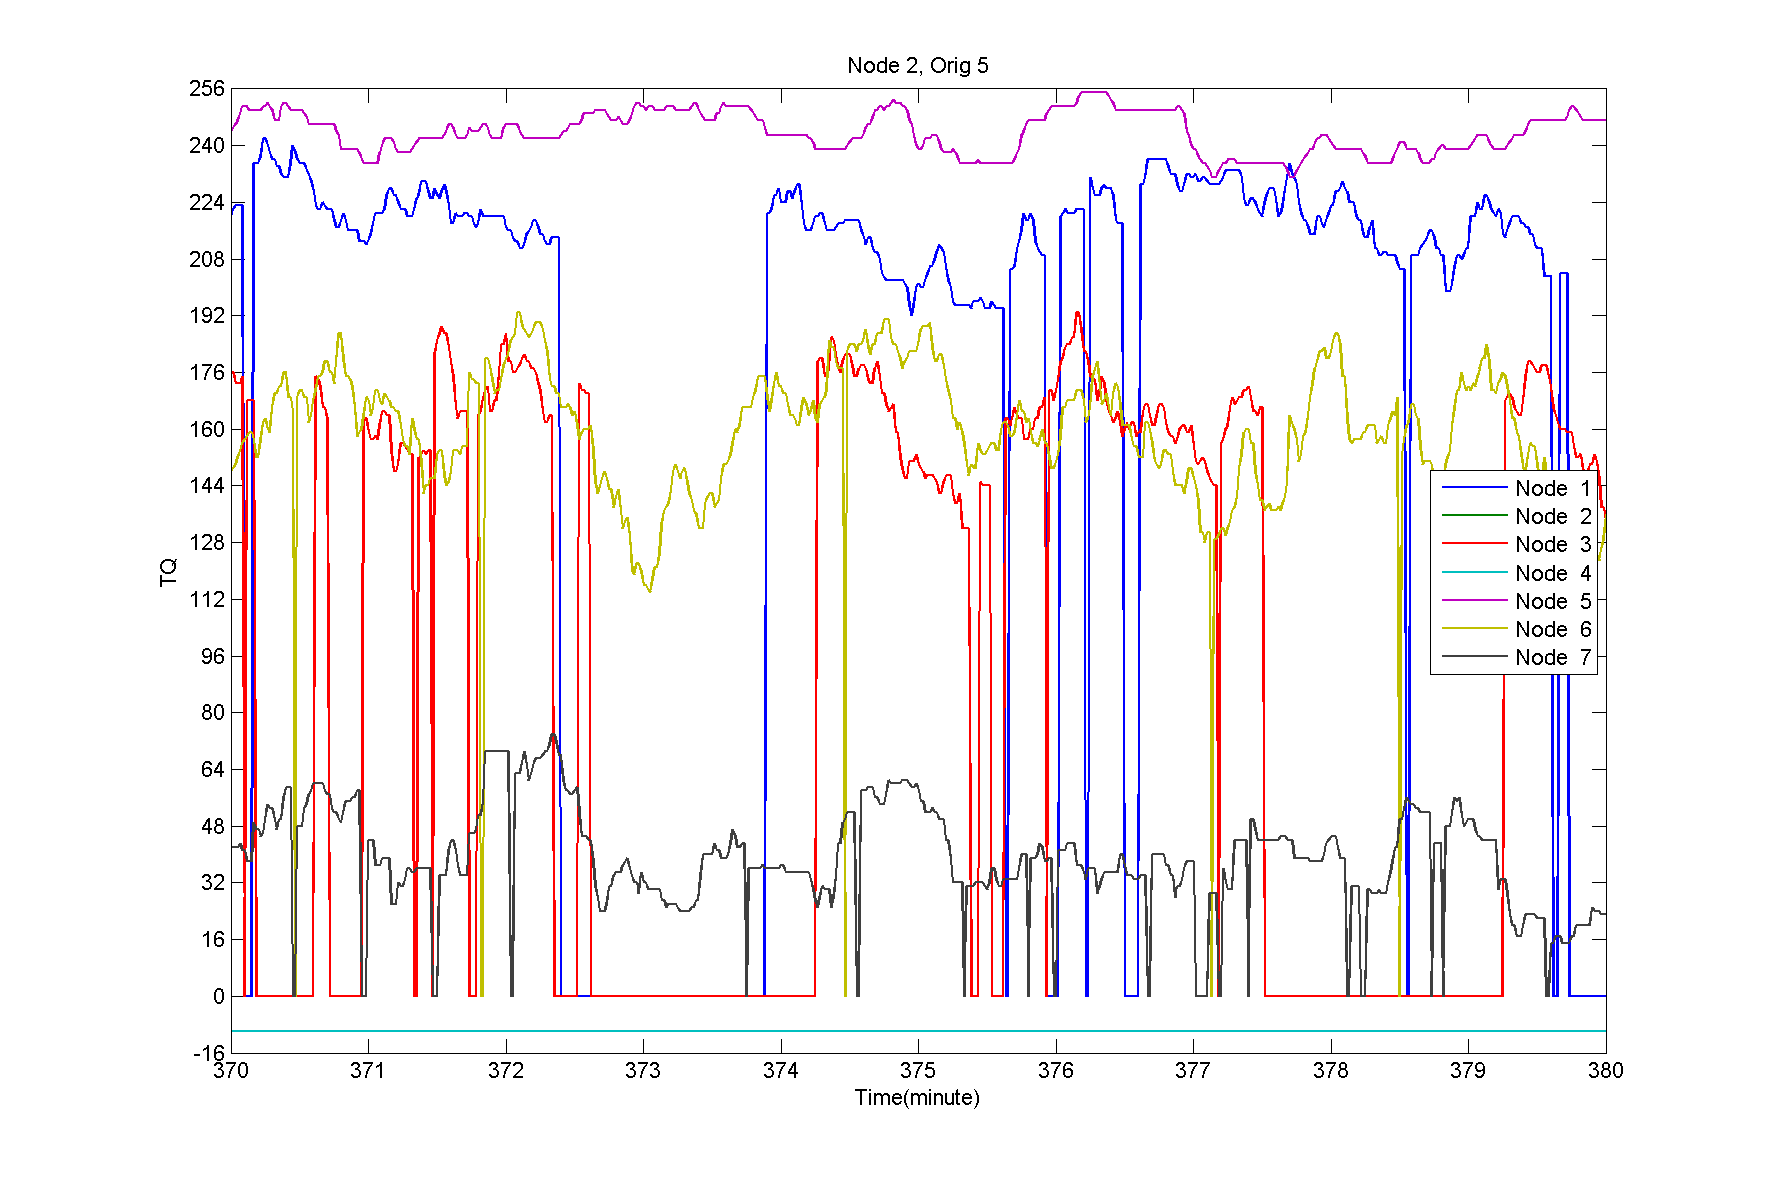 Node 2, Orig 5
256
240
224
208
192
176
160
144
128
112
96
80
64
48
32
16
0
-16
TQ
370 371 372 373 374 375 376 377 378 379 380
Time(minute)
Node 1
Node 2
Node 3
Node 4
Node 5
Node 6
Node 7